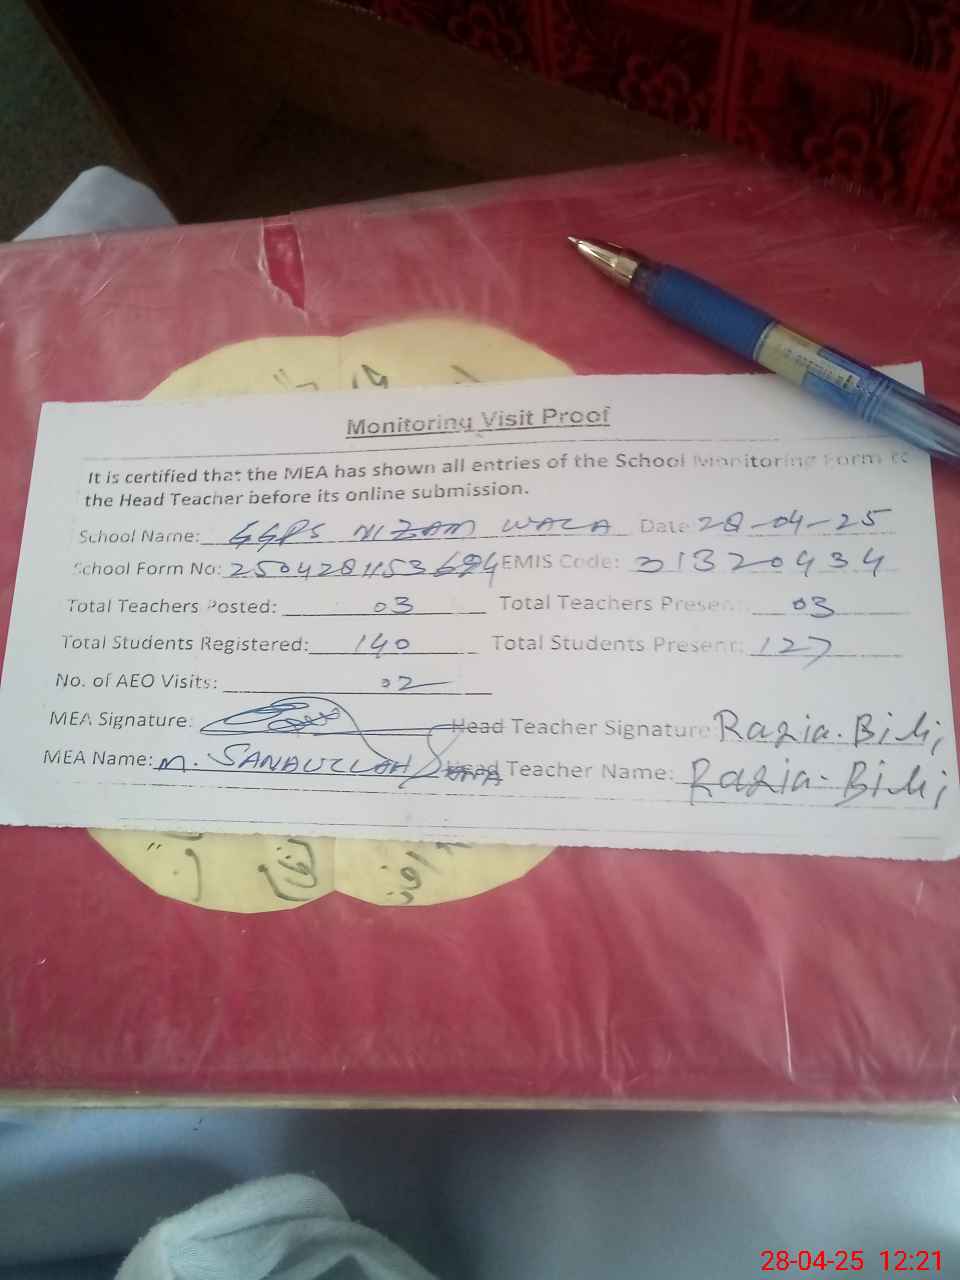 Monitoring Visit Proof
It is certified that the MEA has shown all entries of the School Monitoring Form to
the Head Teacher before its online submission.
School Name: GGPS NIZAM WALA Date 28-04-25
School Form No: EMIS Code: 31320434
Total Teachers Posted: 03 Total Teachers Present: 03
Total Students Registered: 140 Total Students Present: 127
No. of AEO Visits: 02
MEA Signature: Head Teacher Signature: Razia. Bibi
MEA Name: M. SANAULLAH Head Teacher Name: Razia. Bibi
28-04-25 12:21